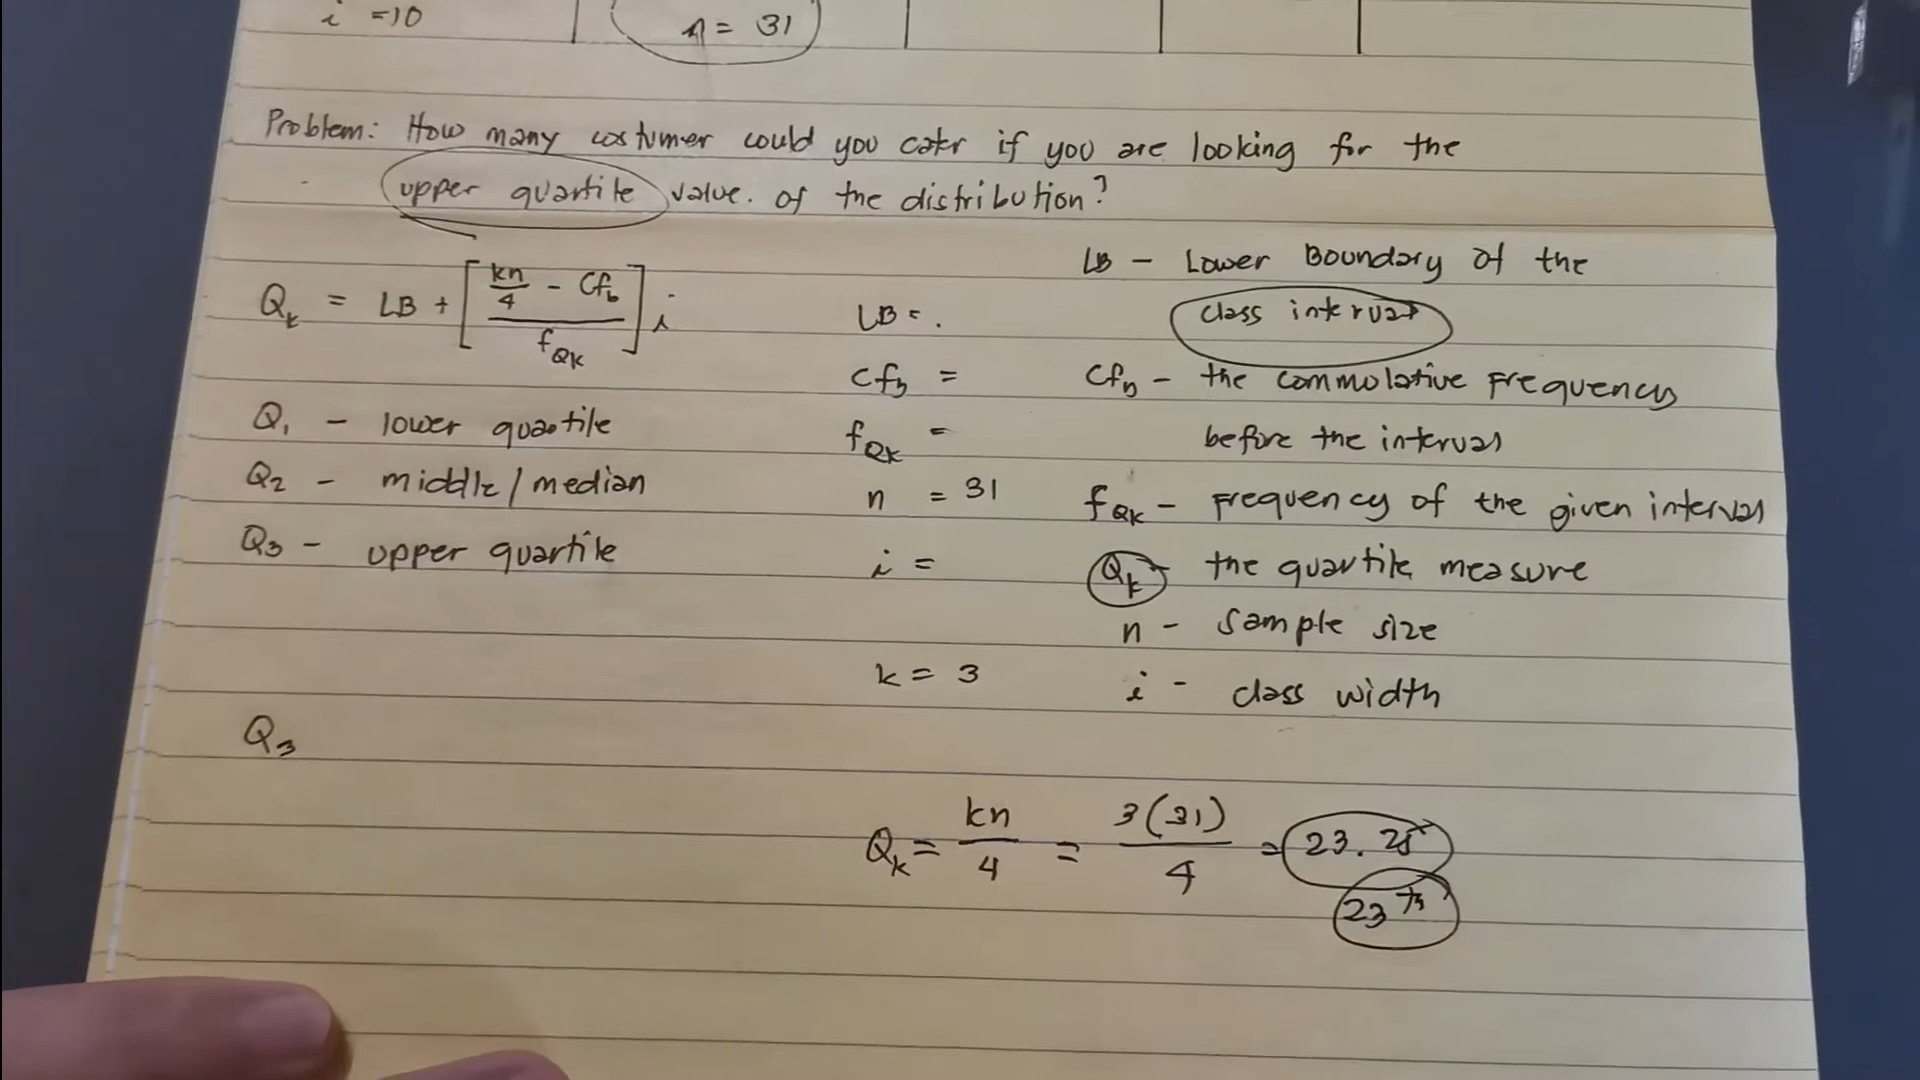 i = 10
n = 31
Problem: How many costumer could you catr if you are looking for the
upper quartile value. of the distribution?
Qk = LB + [ kn/4 - Cfb / fQk ] i
LB = .
LB - Lower Boundary of the
class interval
Cfb =
Cfb - the commolative Frequency
before the interval
Q1 - lower quartile
fQk =
Q2 - middle/median
n = 31
fQk - Frequency of the given interval
Q3 - upper quartile
i =
Qk - the quartile measure
n - sample size
k = 3
i - class width
Q3
Qk = kn/4 = 3(31)/4 = 23.25
23th